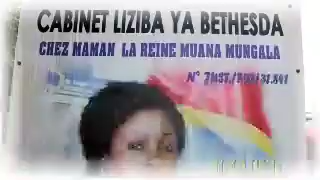 CABINET LIZIBA YA BETHESDA
CHEZ MAMAN LA REINE MUANA MUNGALA
N°